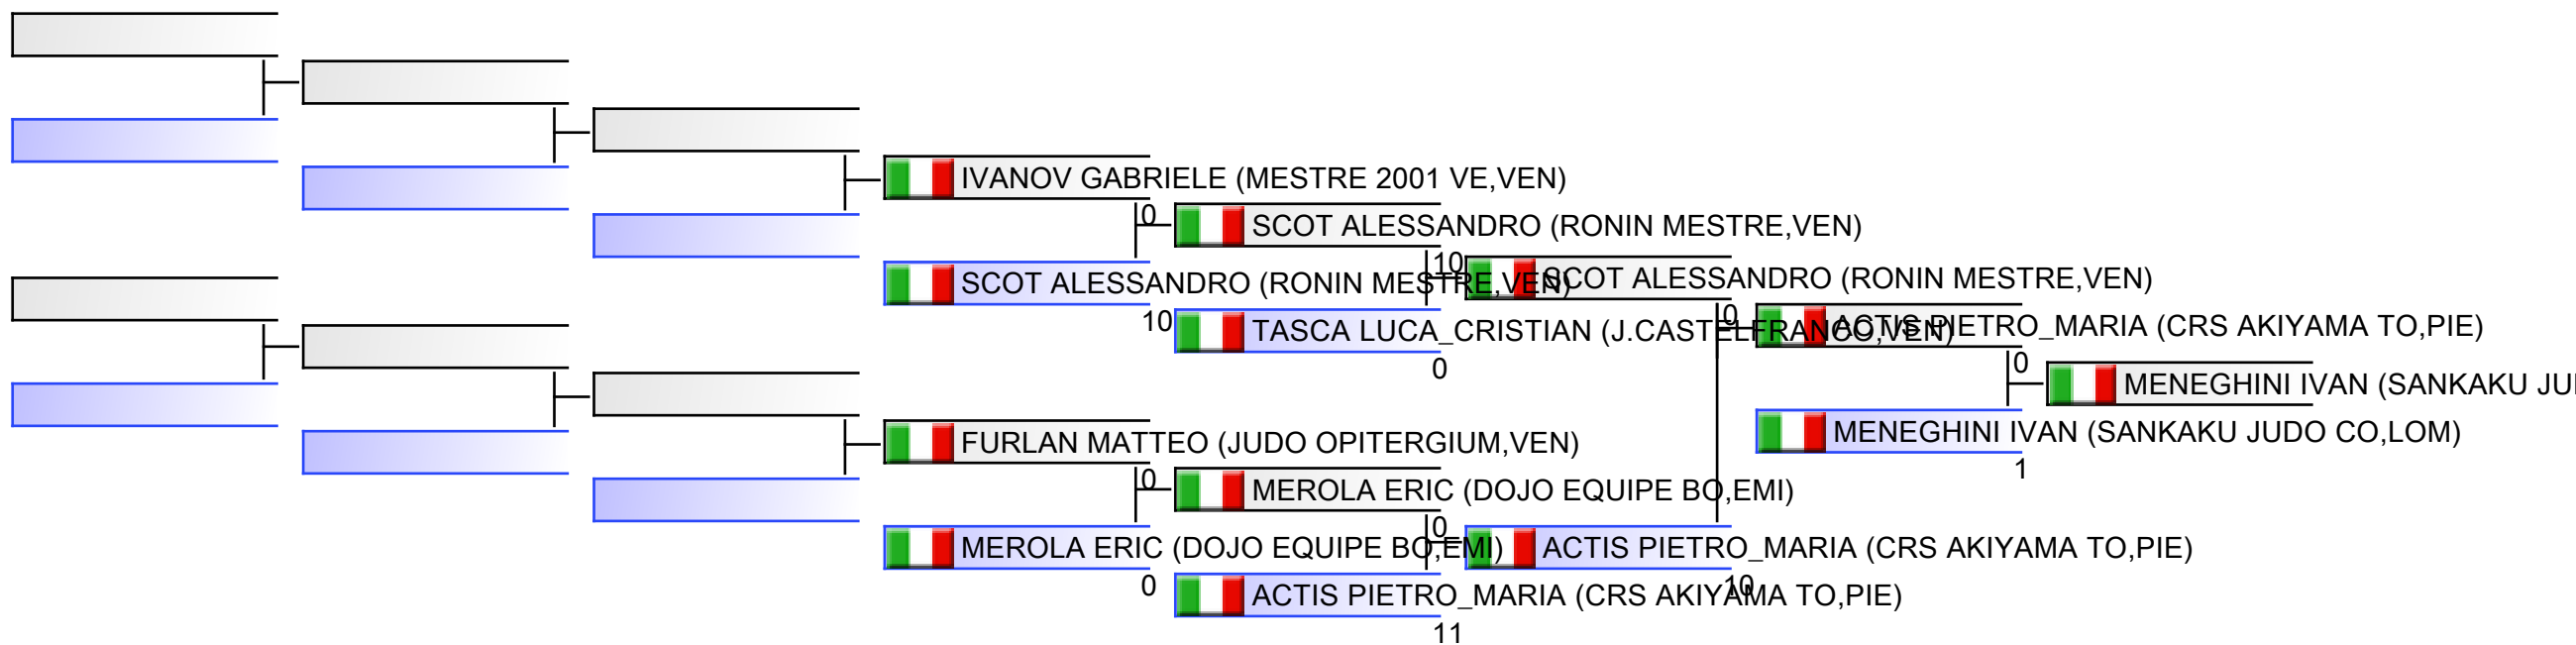 IVANOV GABRIELE (MESTRE 2001 VE,VEN)
0
SCOT ALESSANDRO (RONIN MESTRE,VEN)
10
SCOT ALESSANDRO (RONIN MESTRE,VEN)
SCOT ALESSANDRO (RONIN MESTRE,VEN)
10
0
TASCA LUCA_CRISTIAN (J.CASTELFRANCO,VEN)
0
ACTIS PIETRO_MARIA (CRS AKIYAMA TO,PIE)
0
MENEGHINI IVAN (SANKAKU JU
MENEGHINI IVAN (SANKAKU JUDO CO,LOM)
1
FURLAN MATTEO (JUDO OPITERGIUM,VEN)
0
MEROLA ERIC (DOJO EQUIPE BO,EMI)
0
MEROLA ERIC (DOJO EQUIPE BO,EMI)
0
ACTIS PIETRO_MARIA (CRS AKIYAMA TO,PIE)
10
ACTIS PIETRO_MARIA (CRS AKIYAMA TO,PIE)
11